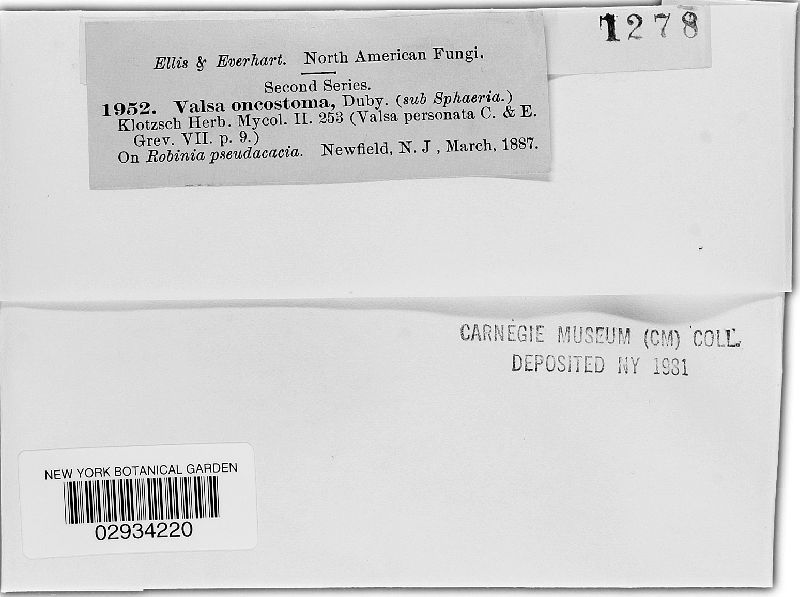 1278
Ellis & Everhart. North American Fungi.
Second Series.
1952. Valsa oncostoma, Duby. (sub Sphaeria.)
Klotzsch Herb. Mycol. II. 253 (Valsa personata C. & E.
Grev. VII. p. 9.)
On Robinia pseudacacia. Newfield, N. J , March, 1887.
CARNEGIE MUSEUM (CM) COLL.
DEPOSITED NY 1981
NEW YORK BOTANICAL GARDEN
02934220